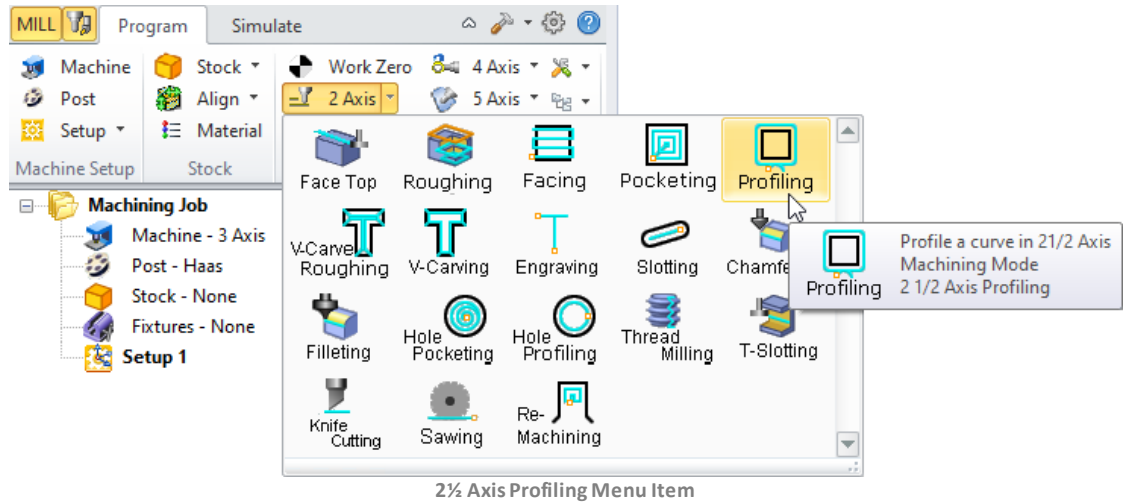 MILL Program Simulate
Machine Stock Work Zero 4 Axis
Post Align 2 Axis 5 Axis
Setup Material
Machine Setup Stock
Face Top Roughing Facing Pocketing Profiling
V-Carve Roughing V-Carving Engraving Slotting Chamfe
Filleting Hole Pocketing Hole Profiling Thread Milling T-Slotting
Knife Cutting Sawing Re-Machining
Machining Job
Machine - 3 Axis
Post - Haas
Stock - None
Fixtures - None
Setup 1
Profiling
Profile a curve in 21/2 Axis
Machining Mode
2 1/2 Axis Profiling
2½ Axis Profiling Menu Item